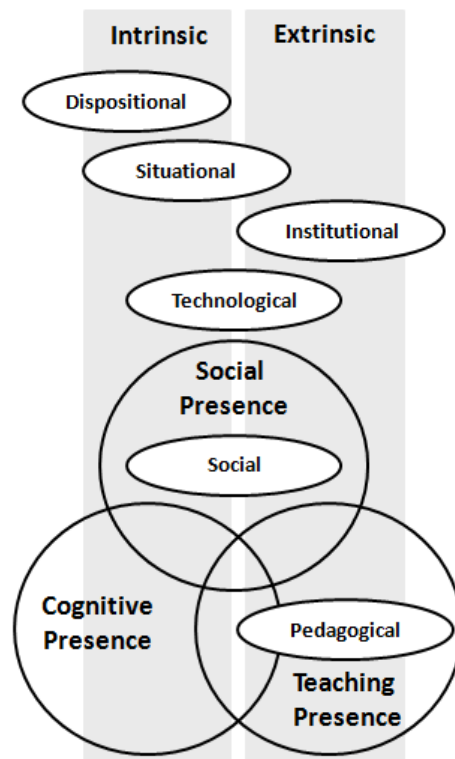 Intrinsic
Extrinsic
Dispositional
Situational
Institutional
Technological
Social
Presence
Social
Cognitive
Presence
Pedagogical
Teaching
Presence